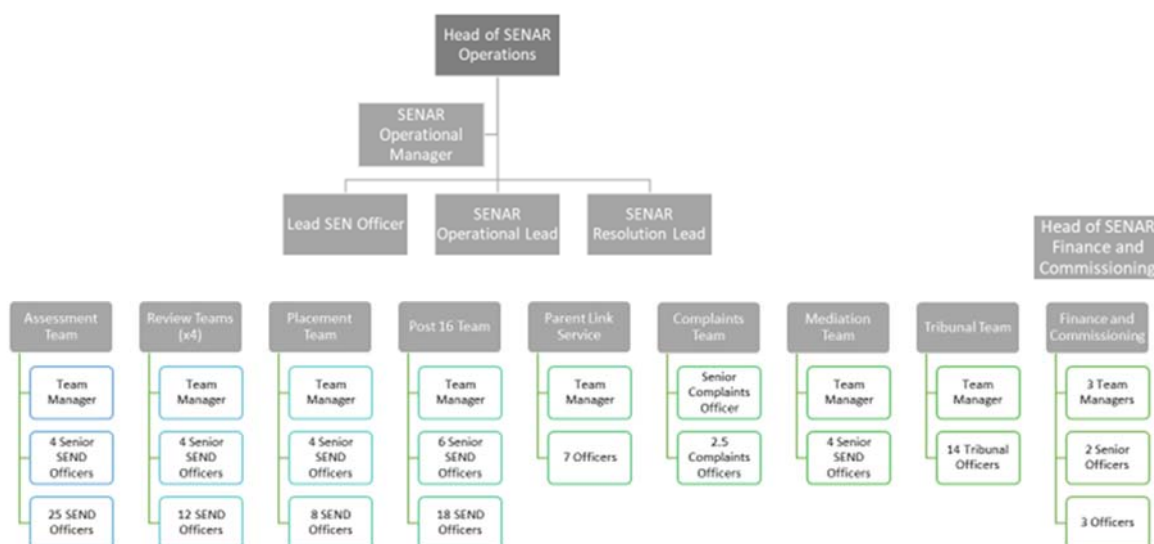 Head of SENAR
Operations
SENAR
Operational
Manager
Lead SEN Officer
SENAR
Operational Lead
SENAR
Resolution Lead
Head of SENAR
Finance and
Commissioning
Assessment
Team
Review Teams
(x4)
Placement
Team
Post 16 Team
Parent Link
Service
Complaints
Team
Mediation
Team
Tribunal Team
Finance and
Commissioning
Team
Manager
Team
Manager
Team
Manager
Team
Manager
Team
Manager
Senior
Complaints
Officer
Team
Manager
Team
Manager
3 Team
Managers
4 Senior
SEND
Officers
4 Senior
SEND
Officers
4 Senior
SEND
Officers
6 Senior
SEND
Officers
7 Officers
2.5
Complaints
Officers
4 Senior
SEND
Officers
14 Tribunal
Officers
2 Senior
Officers
25 SEND
Officers
12 SEND
Officers
8 SEND
Officers
18 SEND
Officers
3 Officers